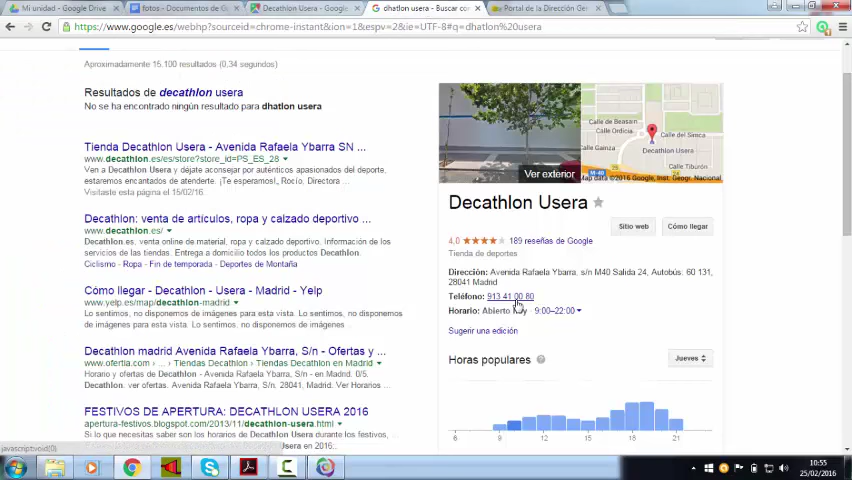 Mi unidad - Google Drive
fotos - Documentos de G
Decathlon Usera - Google
dhatlon usera - Buscar con
Portal de la Dirección Gen
https://www.google.es/webhp?sourceid=chrome-instant&ion=1&espv=2&ie=UTF-8#q=dhatlon%20usera
Aproximadamente 15.100 resultados (0,34 segundos)
Resultados de decathlon usera
No se ha encontrado ningún resultado para dhatlon usera
Tienda Decathlon Usera - Avenida Rafaela Ybarra SN ...
www.decathlon.es/es/store?store_id=PS_ES_28
Ven a Decathlon Usera y déjate aconsejar por auténticos apasionados del deporte,
estaremos encantados de atenderte. ¡Te esperamos!,, Rocío, Directora ...
Visitaste esta página el 15/02/16.
Decathlon: venta de artículos, ropa y calzado deportivo ...
www.decathlon.es/
Decathlon.es, venta online de material, ropa y calzado deportivo. Información de los
servicios de las tiendas. Entrega a domicilio todos los productos Decathlon.
Ciclismo - Ropa - Fin de temporada - Deportes de Montaña
Cómo llegar - Decathlon - Usera - Madrid - Yelp
www.yelp.es/map/decathlon-madrid
Lo sentimos, no disponemos de imágenes para esta vista. Lo sentimos, no
disponemos de imágenes para esta vista. Lo sentimos, no disponemos de imágenes
para esta vista.
Decathlon madrid Avenida Rafaela Ybarra, S/n - Ofertas y ...
www.ofertia.com › ... › Tiendas Decathlon › Tiendas Decathlon en Madrid
Horario y ofertas de Decathlon - Avenida Rafaela Ybarra, S/n - en Madrid.
Decathlon. ver ofertas. Avenida Rafaela Ybarra, S/n. 28041, Madrid. Ver Horarios ...
FESTIVOS DE APERTURA: DECATHLON USERA 2016
apertura-festivos.blogspot.com/2013/11/decathlon-usera.html
Si lo que necesitas saber son los horarios de Decathlon Usera durante los festivos,
Usera en 2016:
javascript:void(0)
Ver exterior
Calle de Beasain
Calle Ordicia
Calle del Simca
Decathlon Usera
Calle Gamza
Calle Tiburón
M-40
Map data ©2016 Google, Inst. Geogr. Nacional
Decathlon Usera
Sitio web
Cómo llegar
4,0 189 reseñas de Google
Tienda de deportes
Dirección: Avenida Rafaela Ybarra, s/n M40 Salida 24, Autobús. 60 131,
28041 Madrid
Teléfono: 913 41 00 80
Horario: Abierto hoy · 9:00–22:00
Sugerir una edición
Horas populares
Jueves
6 9 12 15 18 21
10:55
25/02/2016